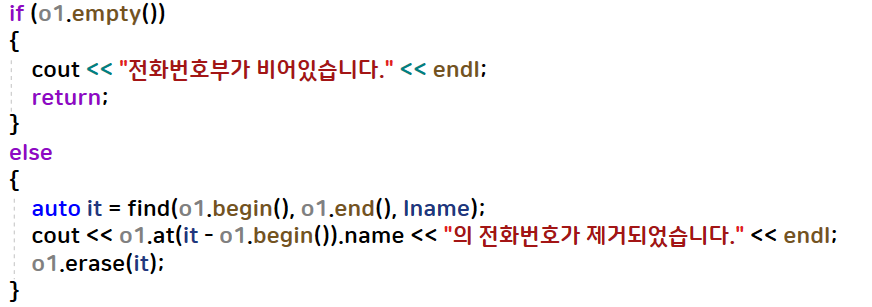 if (o1.empty())
{
cout << "전화번호부가 비어있습니다." << endl;
return;
}
else
{
auto it = find(o1.begin(), o1.end(), lname);
cout << o1.at(it - o1.begin()).name << "의 전화번호가 제거되었습니다." << endl;
o1.erase(it);
}